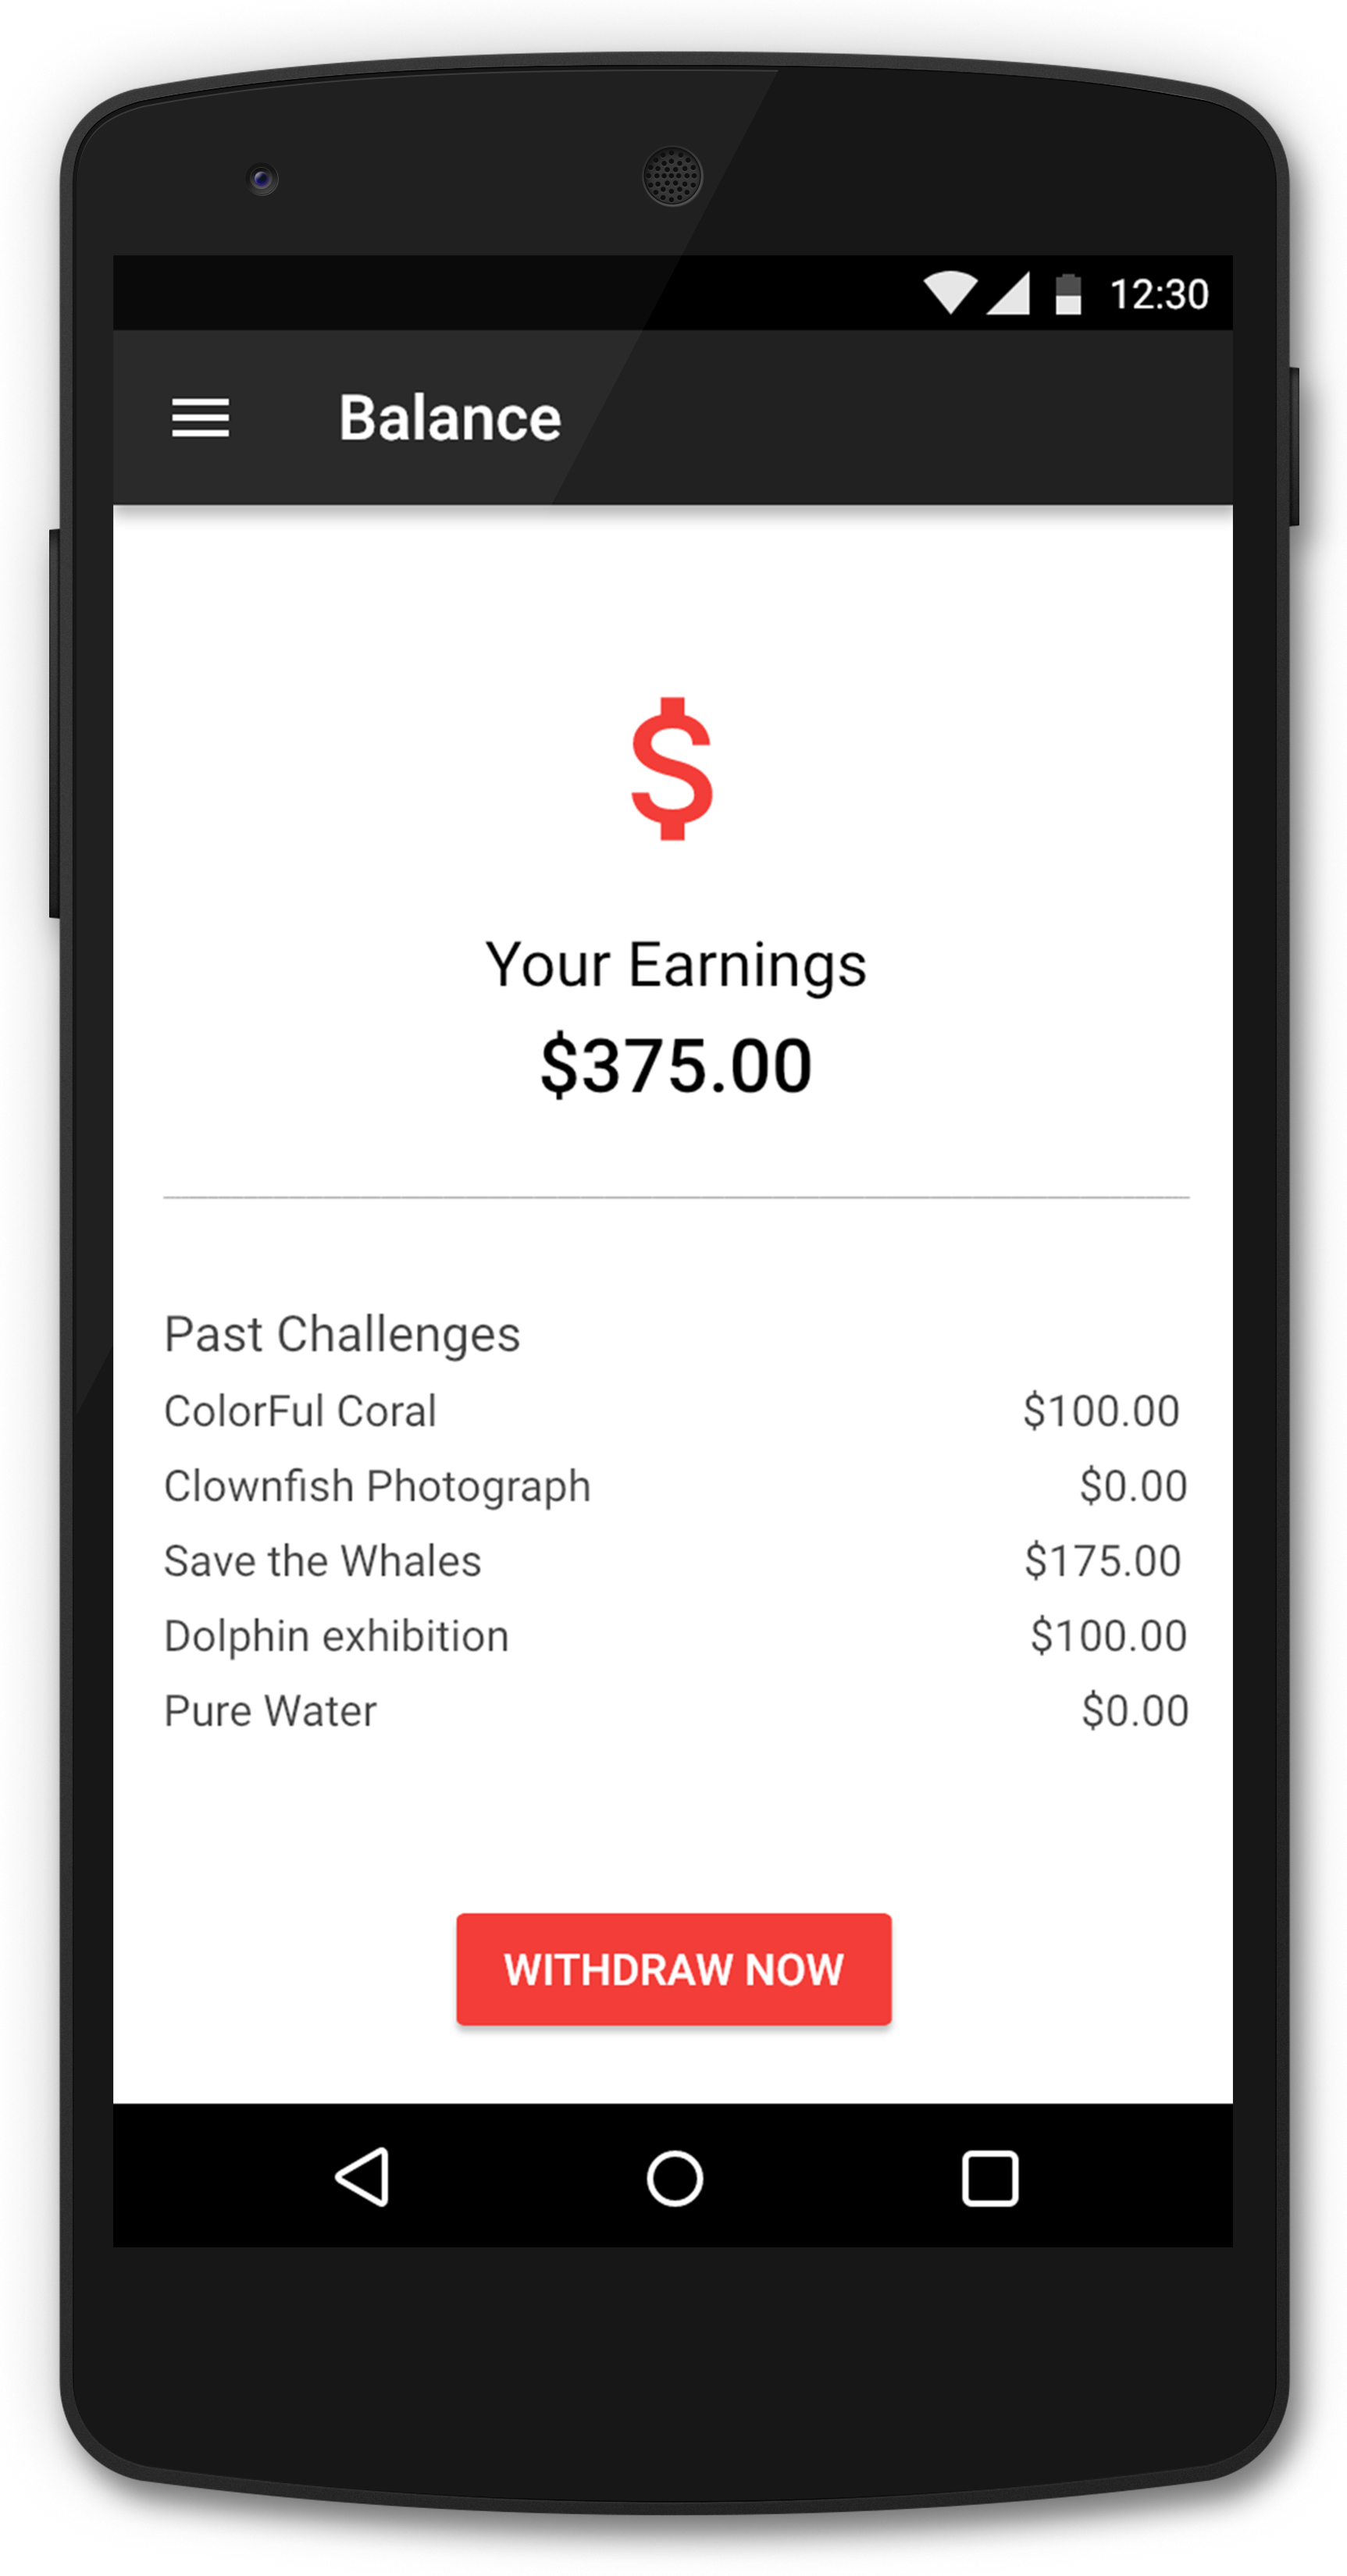 12:30
Balance
$
Your Earnings
$375.00
Past Challenges
ColorFul Coral $100.00
Clownfish Photograph $0.00
Save the Whales $175.00
Dolphin exhibition $100.00
Pure Water $0.00
WITHDRAW NOW